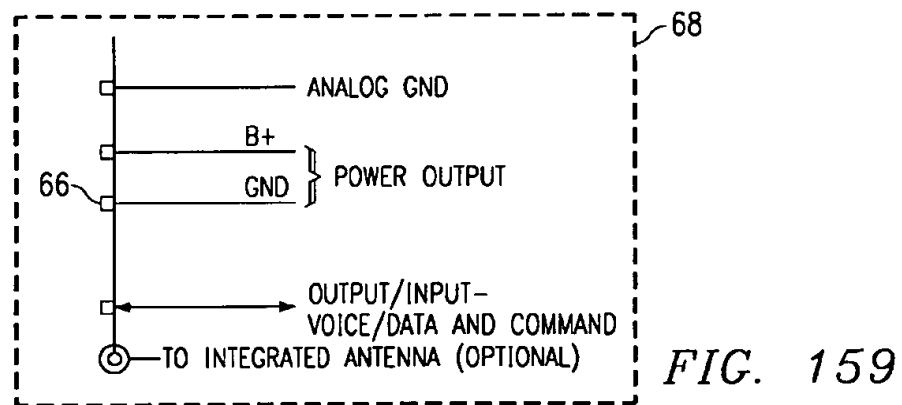 68
ANALOG GND
B+
POWER OUTPUT
66
GND
OUTPUT/INPUT-
VOICE/DATA AND COMMAND
TO INTEGRATED ANTENNA (OPTIONAL)
FIG. 159